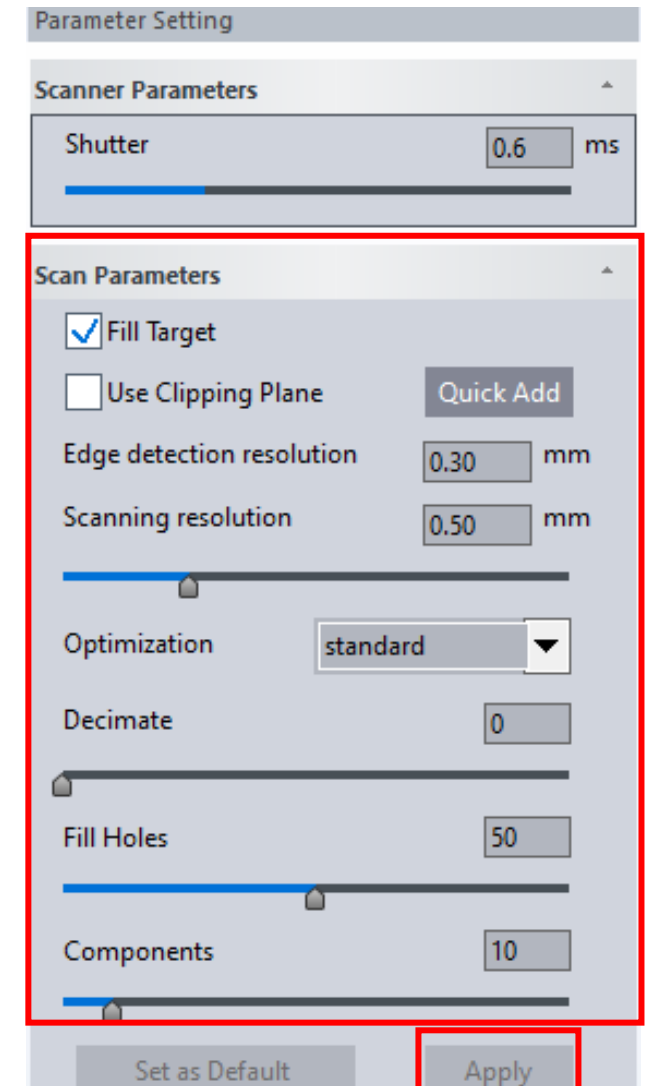 Parameter Setting
Scanner Parameters
Shutter 0.6 ms
Scan Parameters
Fill Target
Use Clipping Plane Quick Add
Edge detection resolution 0.30 mm
Scanning resolution 0.50 mm
Optimization standard
Decimate 0
Fill Holes 50
Components 10
Set as Default Apply